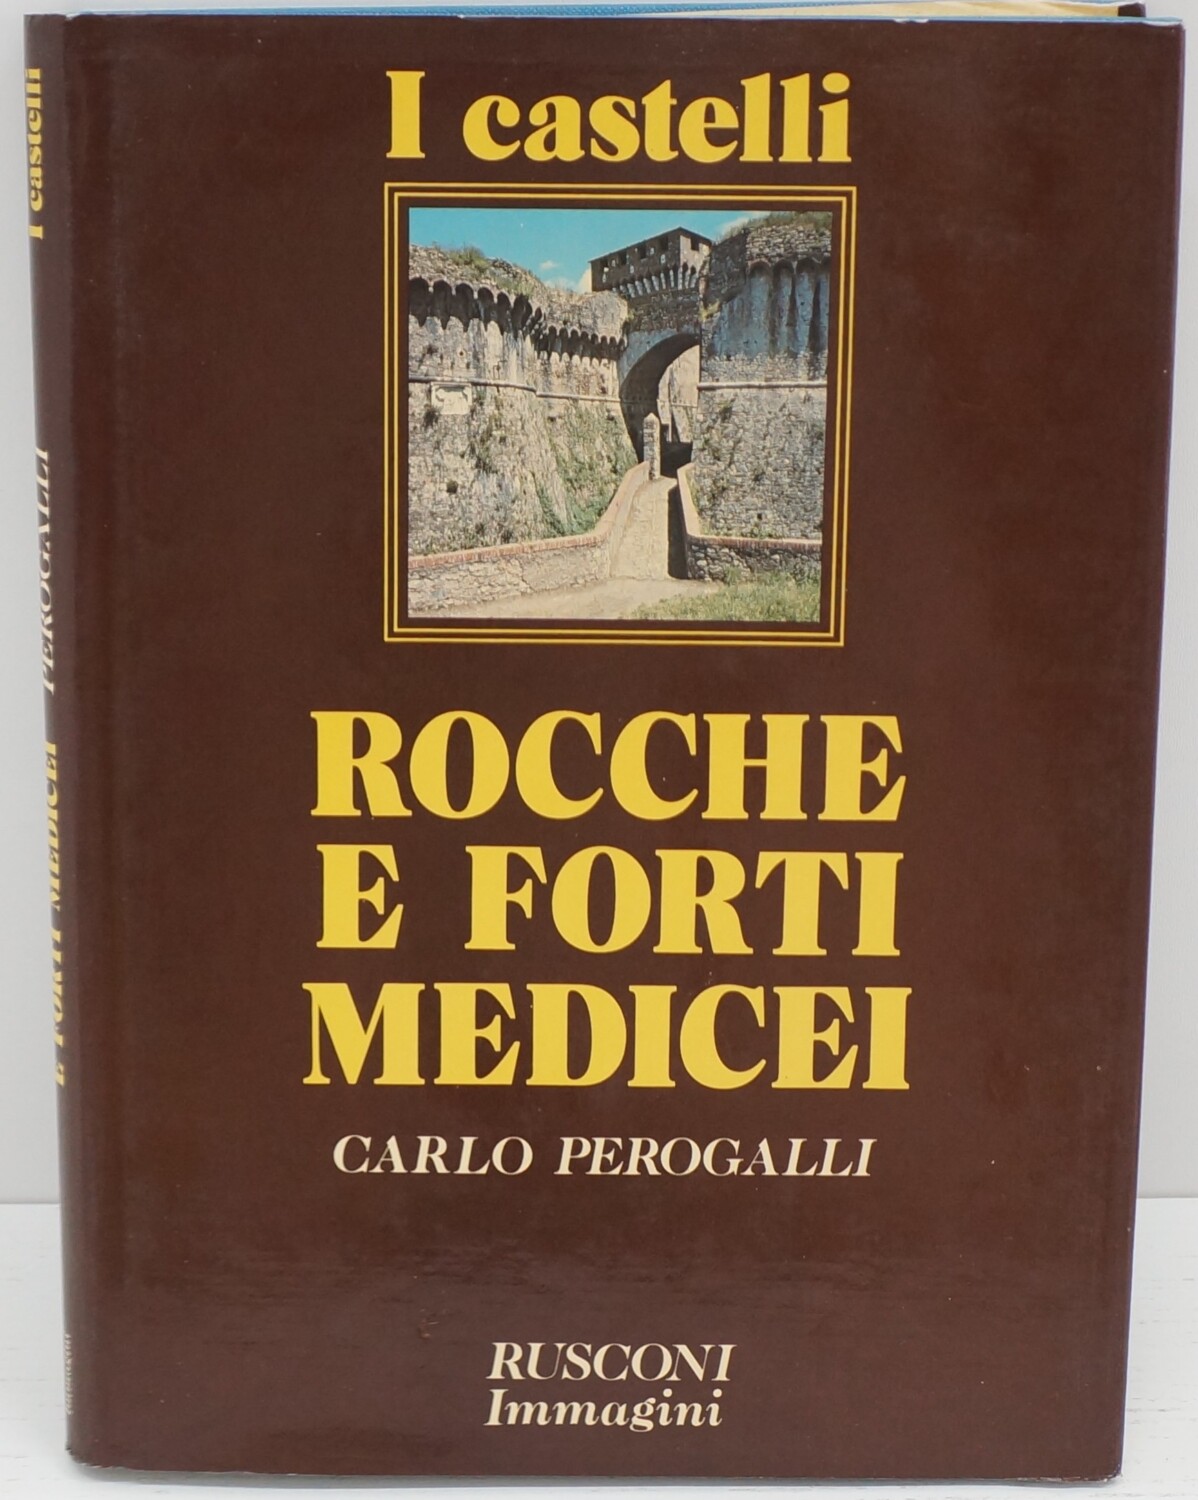 I castelli
ROCCHE
E FORTI
MEDICEI
CARLO PEROGALLI
RUSCONI
Immagini
I castelli
PEROGALLI
E FORTI MEDICEI